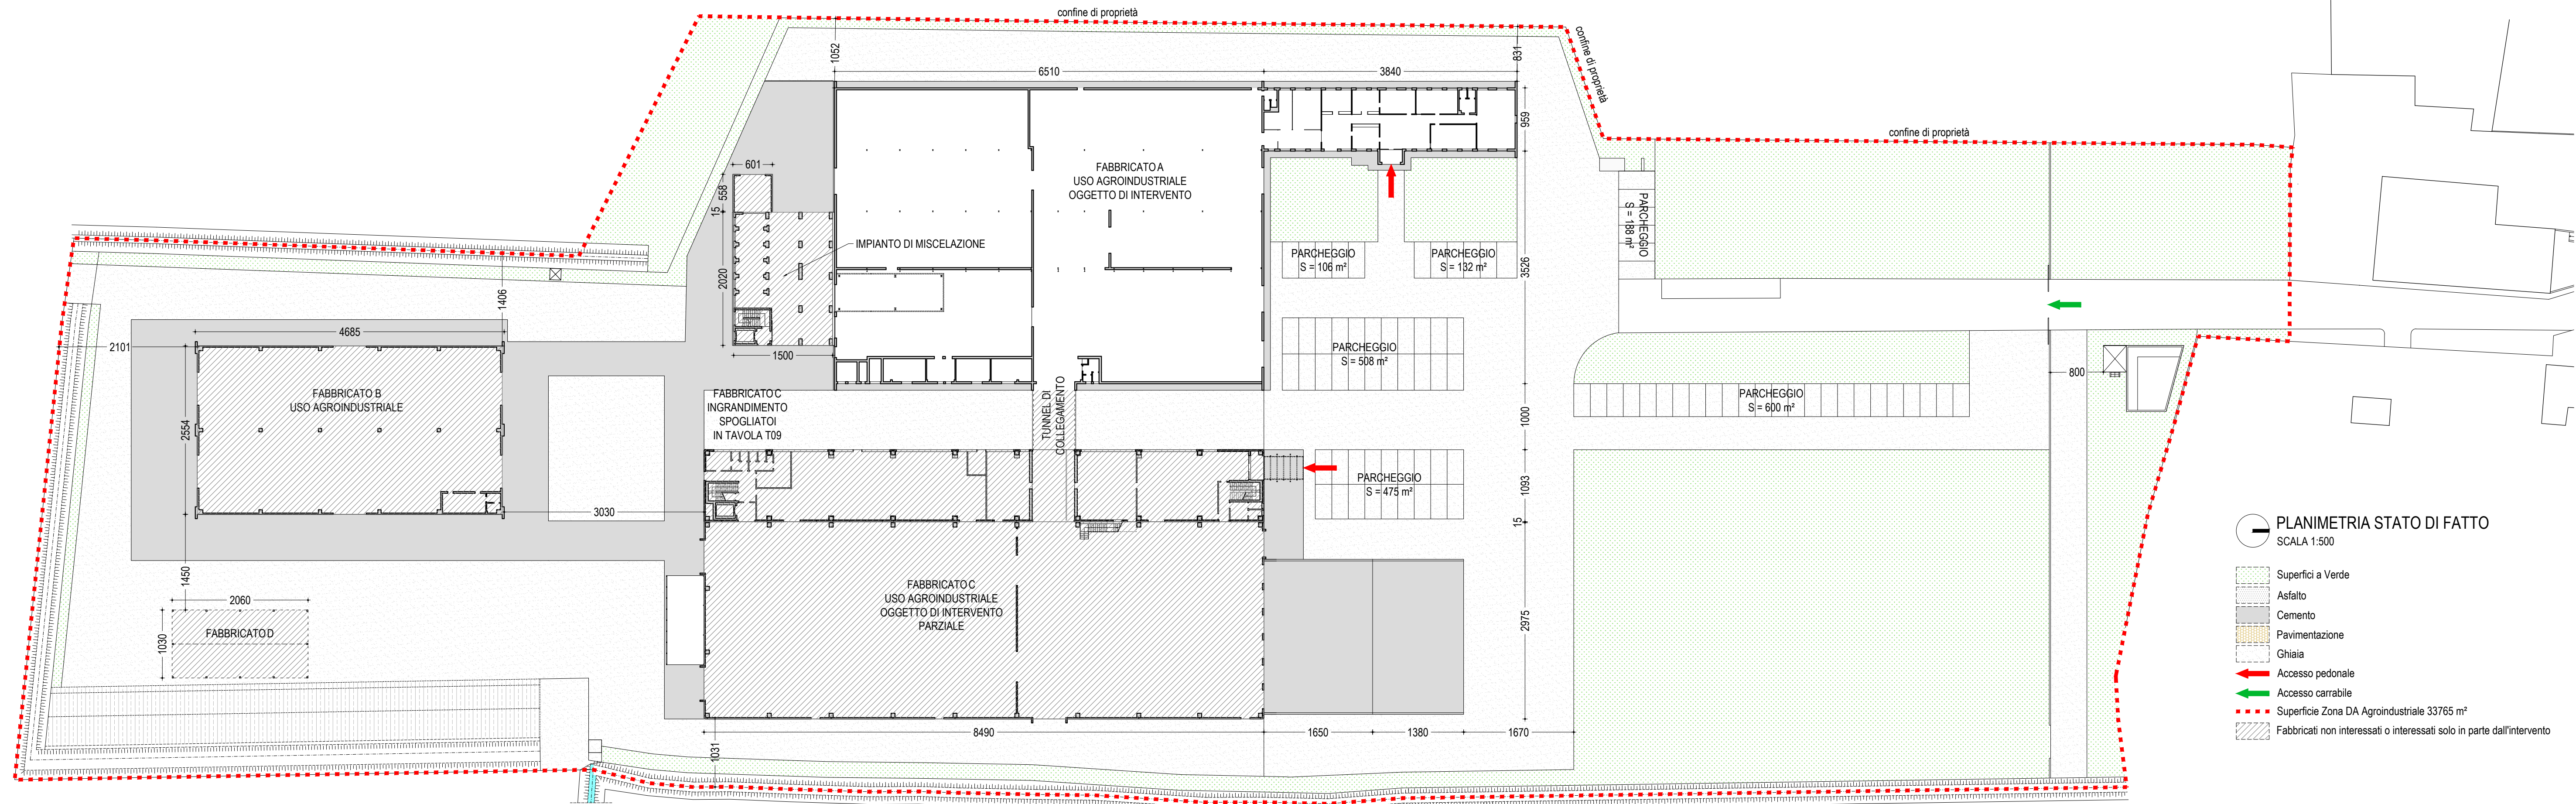 confine di proprietà
confine di proprietà
confine di proprietà
1052
831
6510
3840
959
601
558
15
2020
1500
FABBRICATO A
USO AGROINDUSTRIALE
OGGETTO DI INTERVENTO
IMPIANTO DI MISCELAZIONE
PARCHEGGIO
S = 188 m²
PARCHEGGIO
S = 106 m²
PARCHEGGIO
S = 132 m²
3526
1406
4685
2101
FABBRICATO B
USO AGROINDUSTRIALE
2554
3030
PARCHEGGIO
S = 508 m²
FABBRICATO C
INGRANDIMENTO
SPOGLIATOI
IN TAVOLA T09
TUNNEL DI
COLLEGAMENTO
PARCHEGGIO
S = 600 m²
800
1000
PARCHEGGIO
S = 475 m²
1093
15
1450
2060
1030
FABBRICATO D
FABBRICATO C
USO AGROINDUSTRIALE
OGGETTO DI INTERVENTO
PARZIALE
2975
8490
1650
1380
1670
1031
PLANIMETRIA STATO DI FATTO
SCALA 1:500
Superfici a Verde
Asfalto
Cemento
Pavimentazione
Ghiaia
Accesso pedonale
Accesso carrabile
Superficie Zona DA Agroindustriale 33765 m²
Fabbricati non interessati o interessati solo in parte dall'intervento